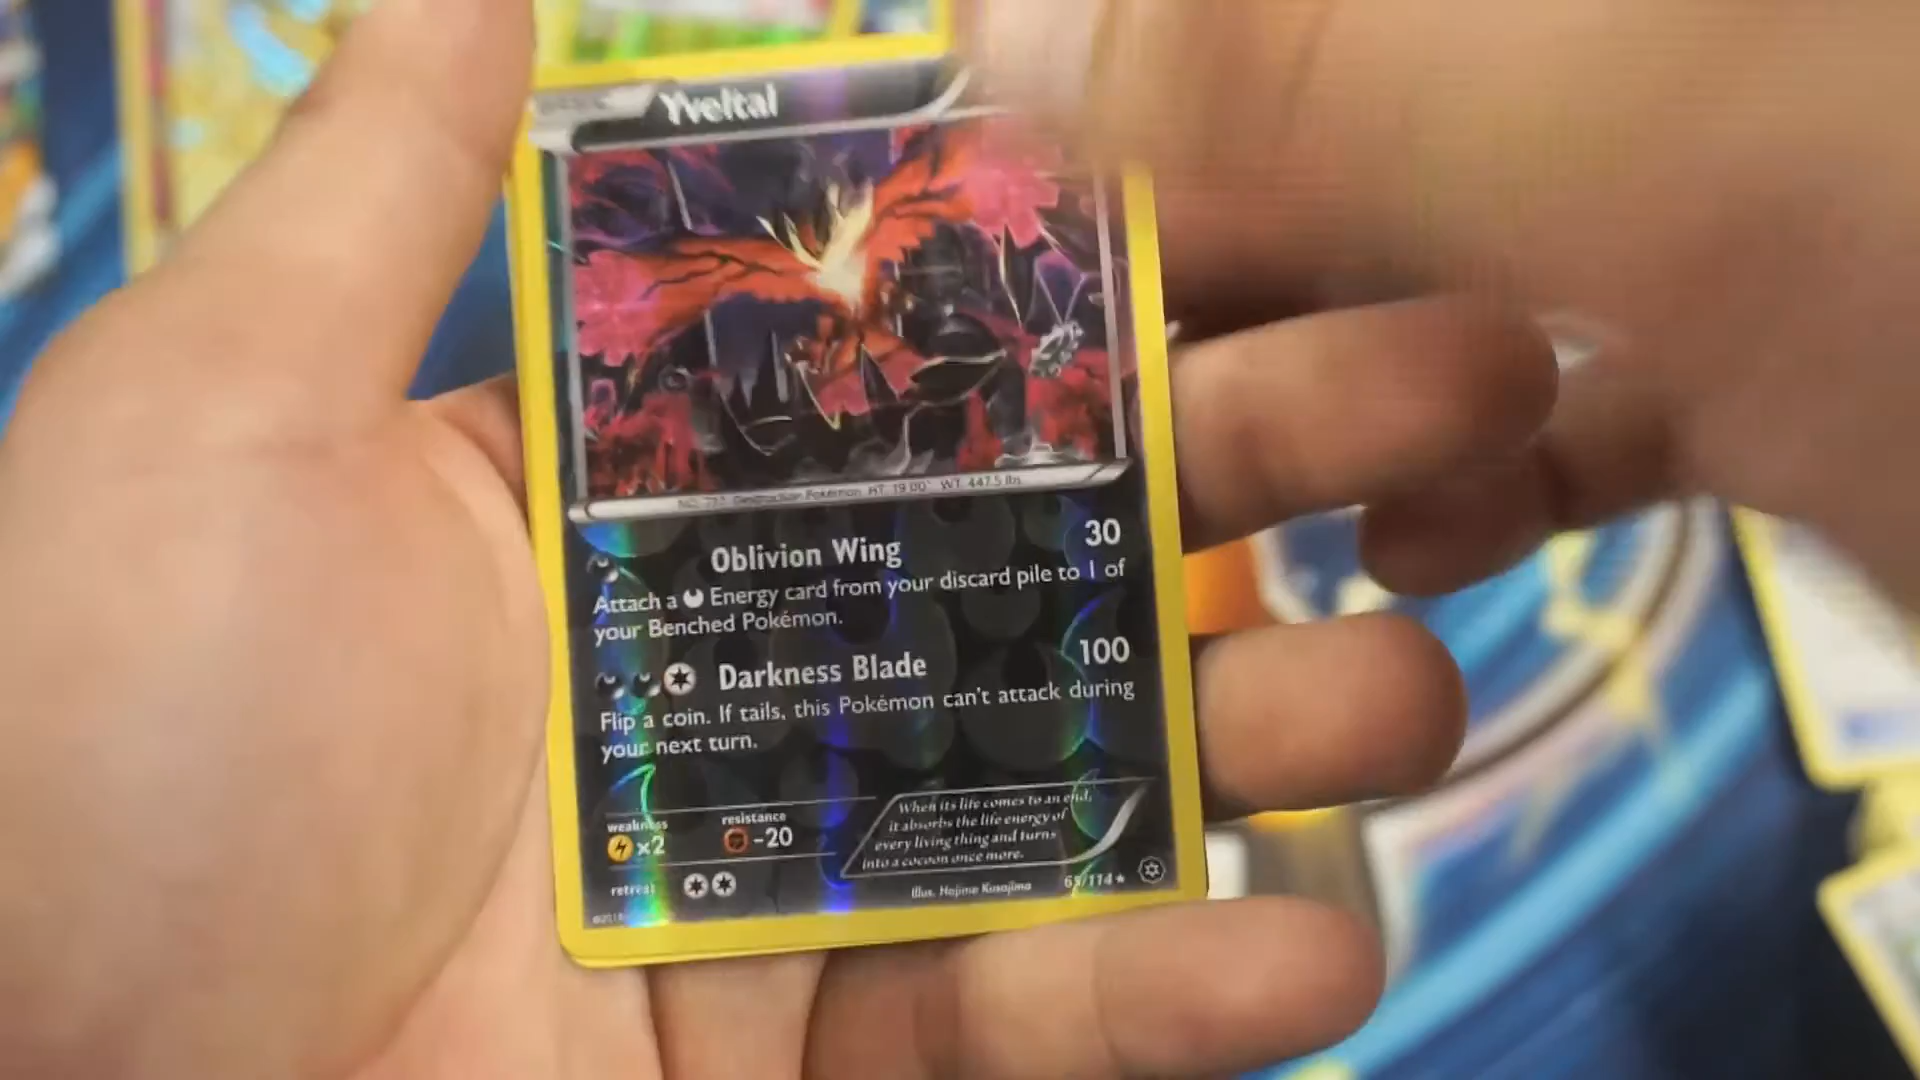 BASIC
Yveltal
NO. 717 Destruction Pokémon HT. 19'00" WT. 447.5 lbs
Oblivion Wing 30
Attach a Energy card from your discard pile to 1 of
your Benched Pokémon.
Darkness Blade 100
Flip a coin. If tails, this Pokémon can't attack during
your next turn.
weakness resistance
×2 -20
When its life comes to an end,
it absorbs the life energy of
every living thing and turns
into a cocoon once more.
retreat
Illus. Hajime Kusajima
65/114